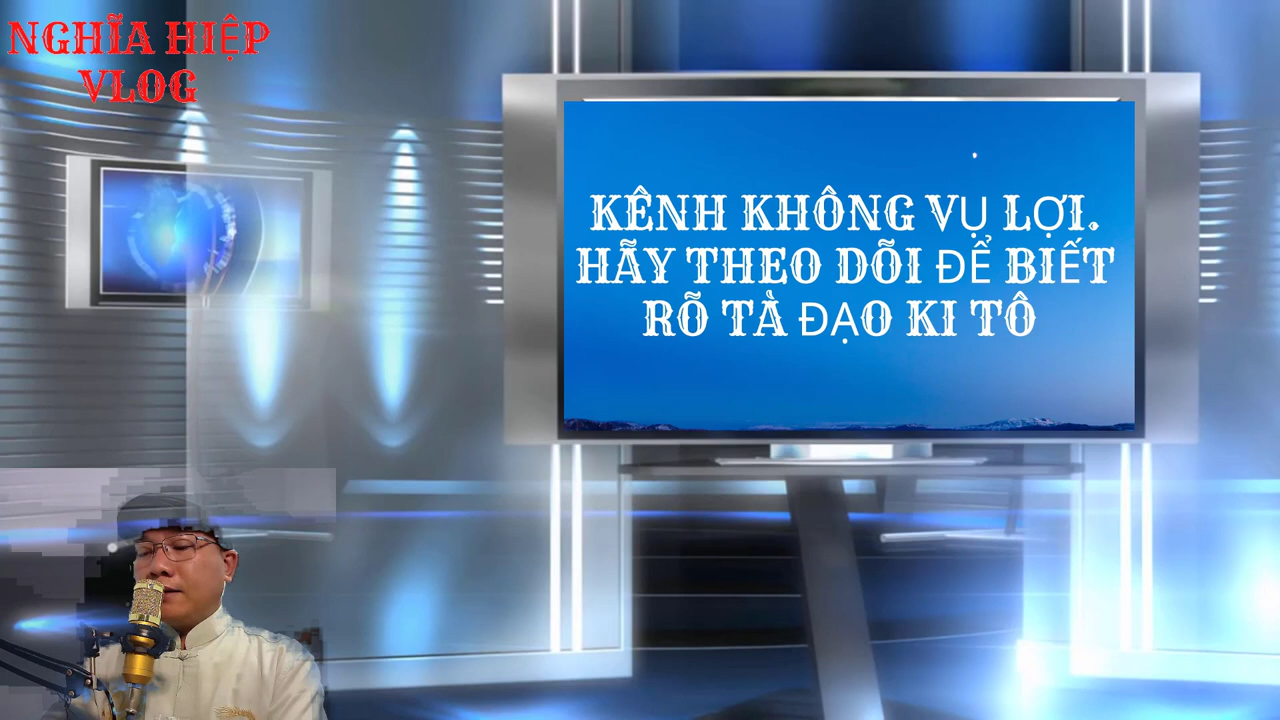 NGHĨA HIỆP
VLOG
KÊNH KHÔNG VỤ LỢI.
HÃY THEO DÕI ĐỂ BIẾT
RÕ TÀ ĐẠO KI TÔ